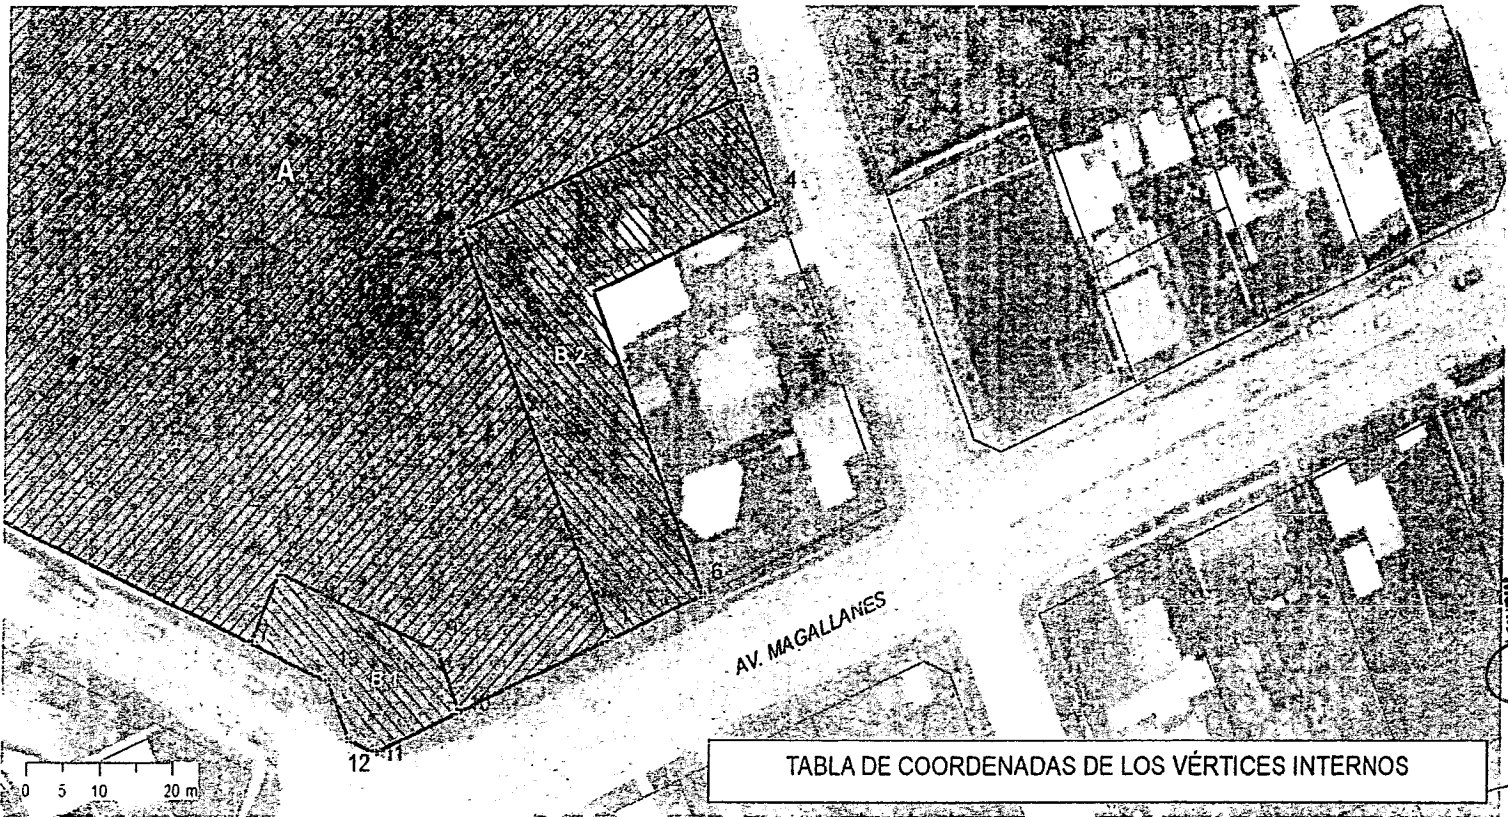 3
A
4
B.2
6
AV. MAGALLANES
B.1
12
11
0 5 10 20 m
TABLA DE COORDENADAS DE LOS VÉRTICES INTERNOS